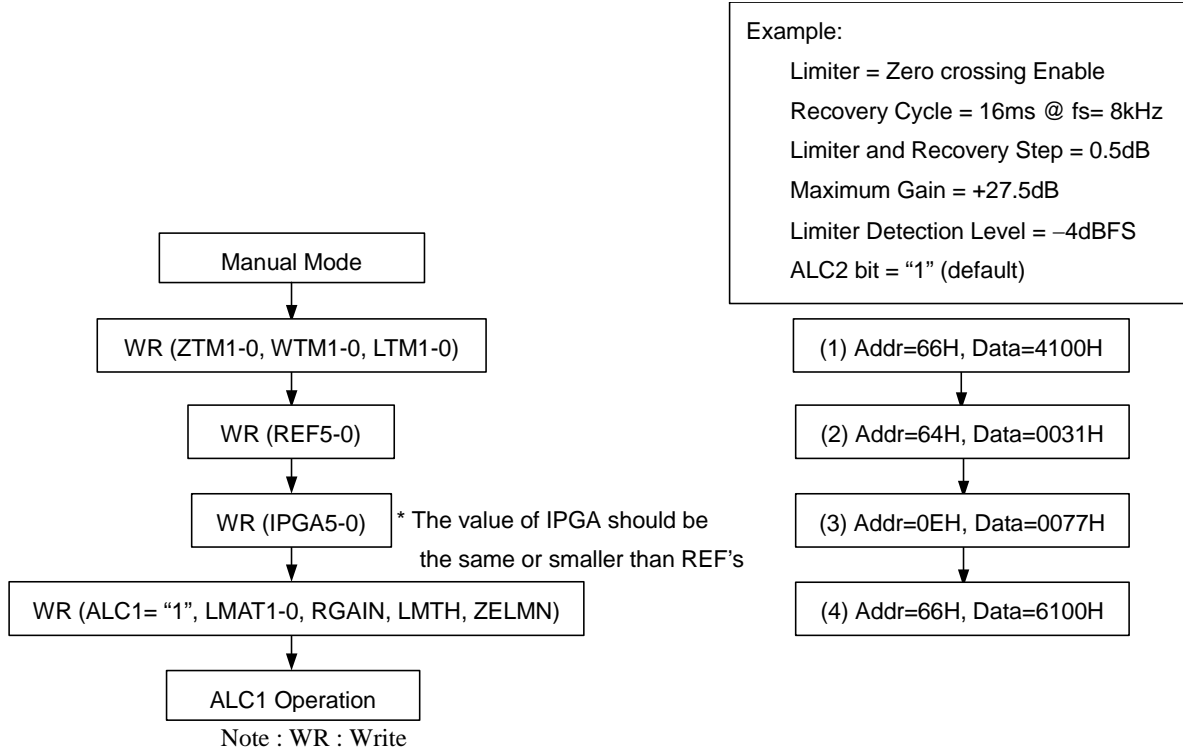 Example:
Limiter = Zero crossing Enable
Recovery Cycle = 16ms @ fs= 8kHz
Limiter and Recovery Step = 0.5dB
Maximum Gain = +27.5dB
Limiter Detection Level = −4dBFS
ALC2 bit = “1” (default)
Manual Mode
WR (ZTM1-0, WTM1-0, LTM1-0)
WR (REF5-0)
WR (IPGA5-0)
* The value of IPGA should be
the same or smaller than REF’s
WR (ALC1= “1”, LMAT1-0, RGAIN, LMTH, ZELMN)
ALC1 Operation
Note : WR : Write
(1) Addr=66H, Data=4100H
(2) Addr=64H, Data=0031H
(3) Addr=0EH, Data=0077H
(4) Addr=66H, Data=6100H